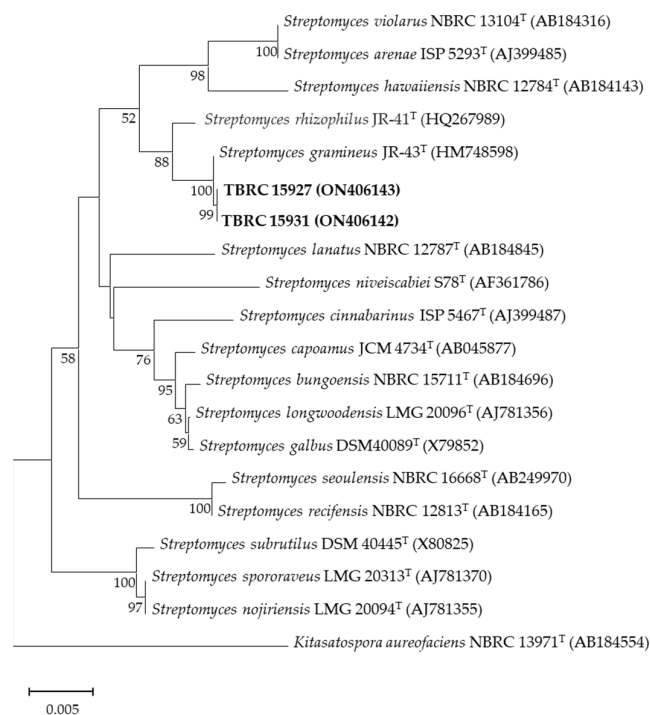 Streptomyces violarus NBRC 13104ᵀ (AB184316)
100
Streptomyces arenae ISP 5293ᵀ (AJ399485)
98
Streptomyces hawaiiensis NBRC 12784ᵀ (AB184143)
52
Streptomyces rhizophilus JR-41ᵀ (HQ267989)
88
Streptomyces gramineus JR-43ᵀ (HM748598)
100
TBRC 15927 (ON406143)
99
TBRC 15931 (ON406142)
Streptomyces lanatus NBRC 12787ᵀ (AB184845)
Streptomyces niveiscabiei S78ᵀ (AF361786)
Streptomyces cinnabarinus ISP 5467ᵀ (AJ399487)
58
76
Streptomyces capoamus JCM 4734ᵀ (AB045877)
95
Streptomyces bungoensis NBRC 15711ᵀ (AB184696)
63
Streptomyces longwoodensis LMG 20096ᵀ (AJ781356)
59
Streptomyces galbus DSM40089ᵀ (X79852)
Streptomyces seoulensis NBRC 16668ᵀ (AB249970)
100
Streptomyces recifensis NBRC 12813ᵀ (AB184165)
Streptomyces subrutilus DSM 40445ᵀ (X80825)
100
Streptomyces spororaveus LMG 20313ᵀ (AJ781370)
97
Streptomyces nojiriensis LMG 20094ᵀ (AJ781355)
Kitasatospora aureofaciens NBRC 13971ᵀ (AB184554)
0.005